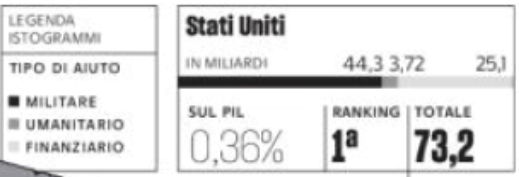 LEGENDA
ISTOGRAMMI
TIPO DI AIUTO
MILITARE
UMANITARIO
FINANZIARIO
Stati Uniti
IN MILIARDI 44,3 3,72 25,1
SUL PIL RANKING TOTALE
0,36% 1ª 73,2